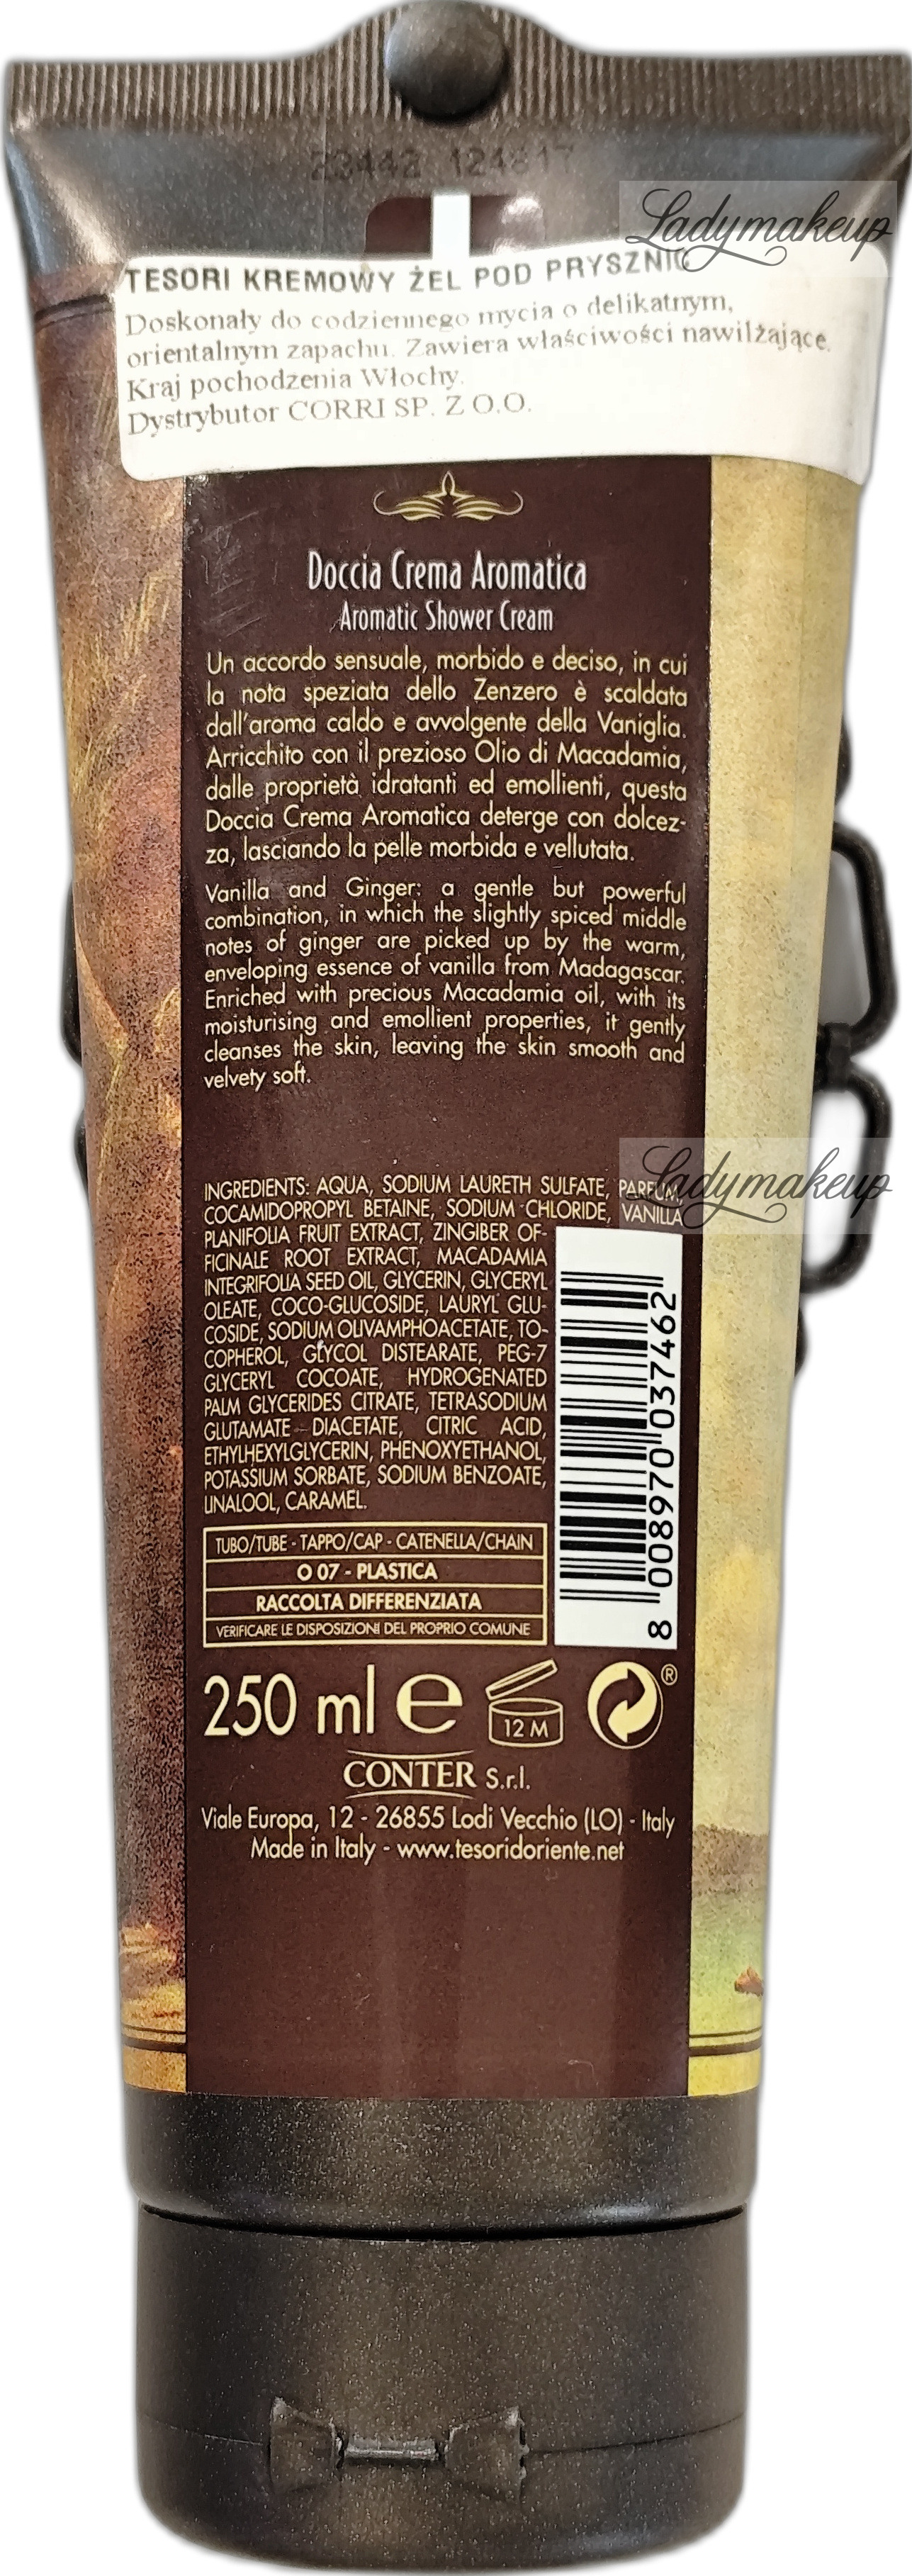 23442 124817
Ladymakeup
TESORI KREMOWY ŻEL POD PRYSZNIC
Doskonały do codziennego mycia o delikatnym,
orientalnym zapachu. Zawiera właściwości nawilżające.
Kraj pochodzenia Włochy.
Dystrybutor CORRI SP. Z O.O.
Doccia Crema Aromatica
Aromatic Shower Cream
Un accordo sensuale, morbido e deciso, in cui
la nota speziata dello Zenzero è scaldata
dall'aroma caldo e avvolgente della Vaniglia.
Arricchito con il prezioso Olio di Macadamia,
dalle proprietà idratanti ed emollienti, questa
Doccia Crema Aromatica deterge con dolcez-
za, lasciando la pelle morbida e vellutata.
Vanilla and Ginger: a gentle but powerful
combination, in which the slightly spiced middle
notes of ginger are picked up by the warm,
enveloping essence of vanilla from Madagascar.
Enriched with precious Macadamia oil, with its
moisturising and emollient properties, it gently
cleanses the skin, leaving the skin smooth and
velvety soft.
Ladymakeup
INGREDIENTS: AQUA, SODIUM LAURETH SULFATE, PARFUM,
COCAMIDOPROPYL BETAINE, SODIUM CHLORIDE, VANILLA
PLANIFOLIA FRUIT EXTRACT, ZINGIBER OF-
FICINALE ROOT EXTRACT, MACADAMIA
INTEGRIFOLIA SEED OIL, GLYCERIN, GLYCERYL
OLEATE, COCO-GLUCOSIDE, LAURYL GLU-
COSIDE, SODIUM OLIVAMPHOACETATE, TO-
COPHEROL, GLYCOL DISTEARATE, PEG-7
GLYCERYL COCOATE, HYDROGENATED
PALM GLYCERIDES CITRATE, TETRASODIUM
GLUTAMATE DIACETATE, CITRIC ACID,
ETHYLHEXYLGLYCERIN, PHENOXYETHANOL,
POTASSIUM SORBATE, SODIUM BENZOATE,
LINALOOL, CARAMEL.
8 008970 037462
TUBO/TUBE - TAPPO/CAP - CATENELLA/CHAIN
O 07 - PLASTICA
RACCOLTA DIFFERENZIATA
VERIFICARE LE DISPOSIZIONI DEL PROPRIO COMUNE
250 ml e 12 M ®
CONTER S.r.l.
Viale Europa, 12 - 26855 Lodi Vecchio (LO) - Italy
Made in Italy - www.tesoridoriente.net